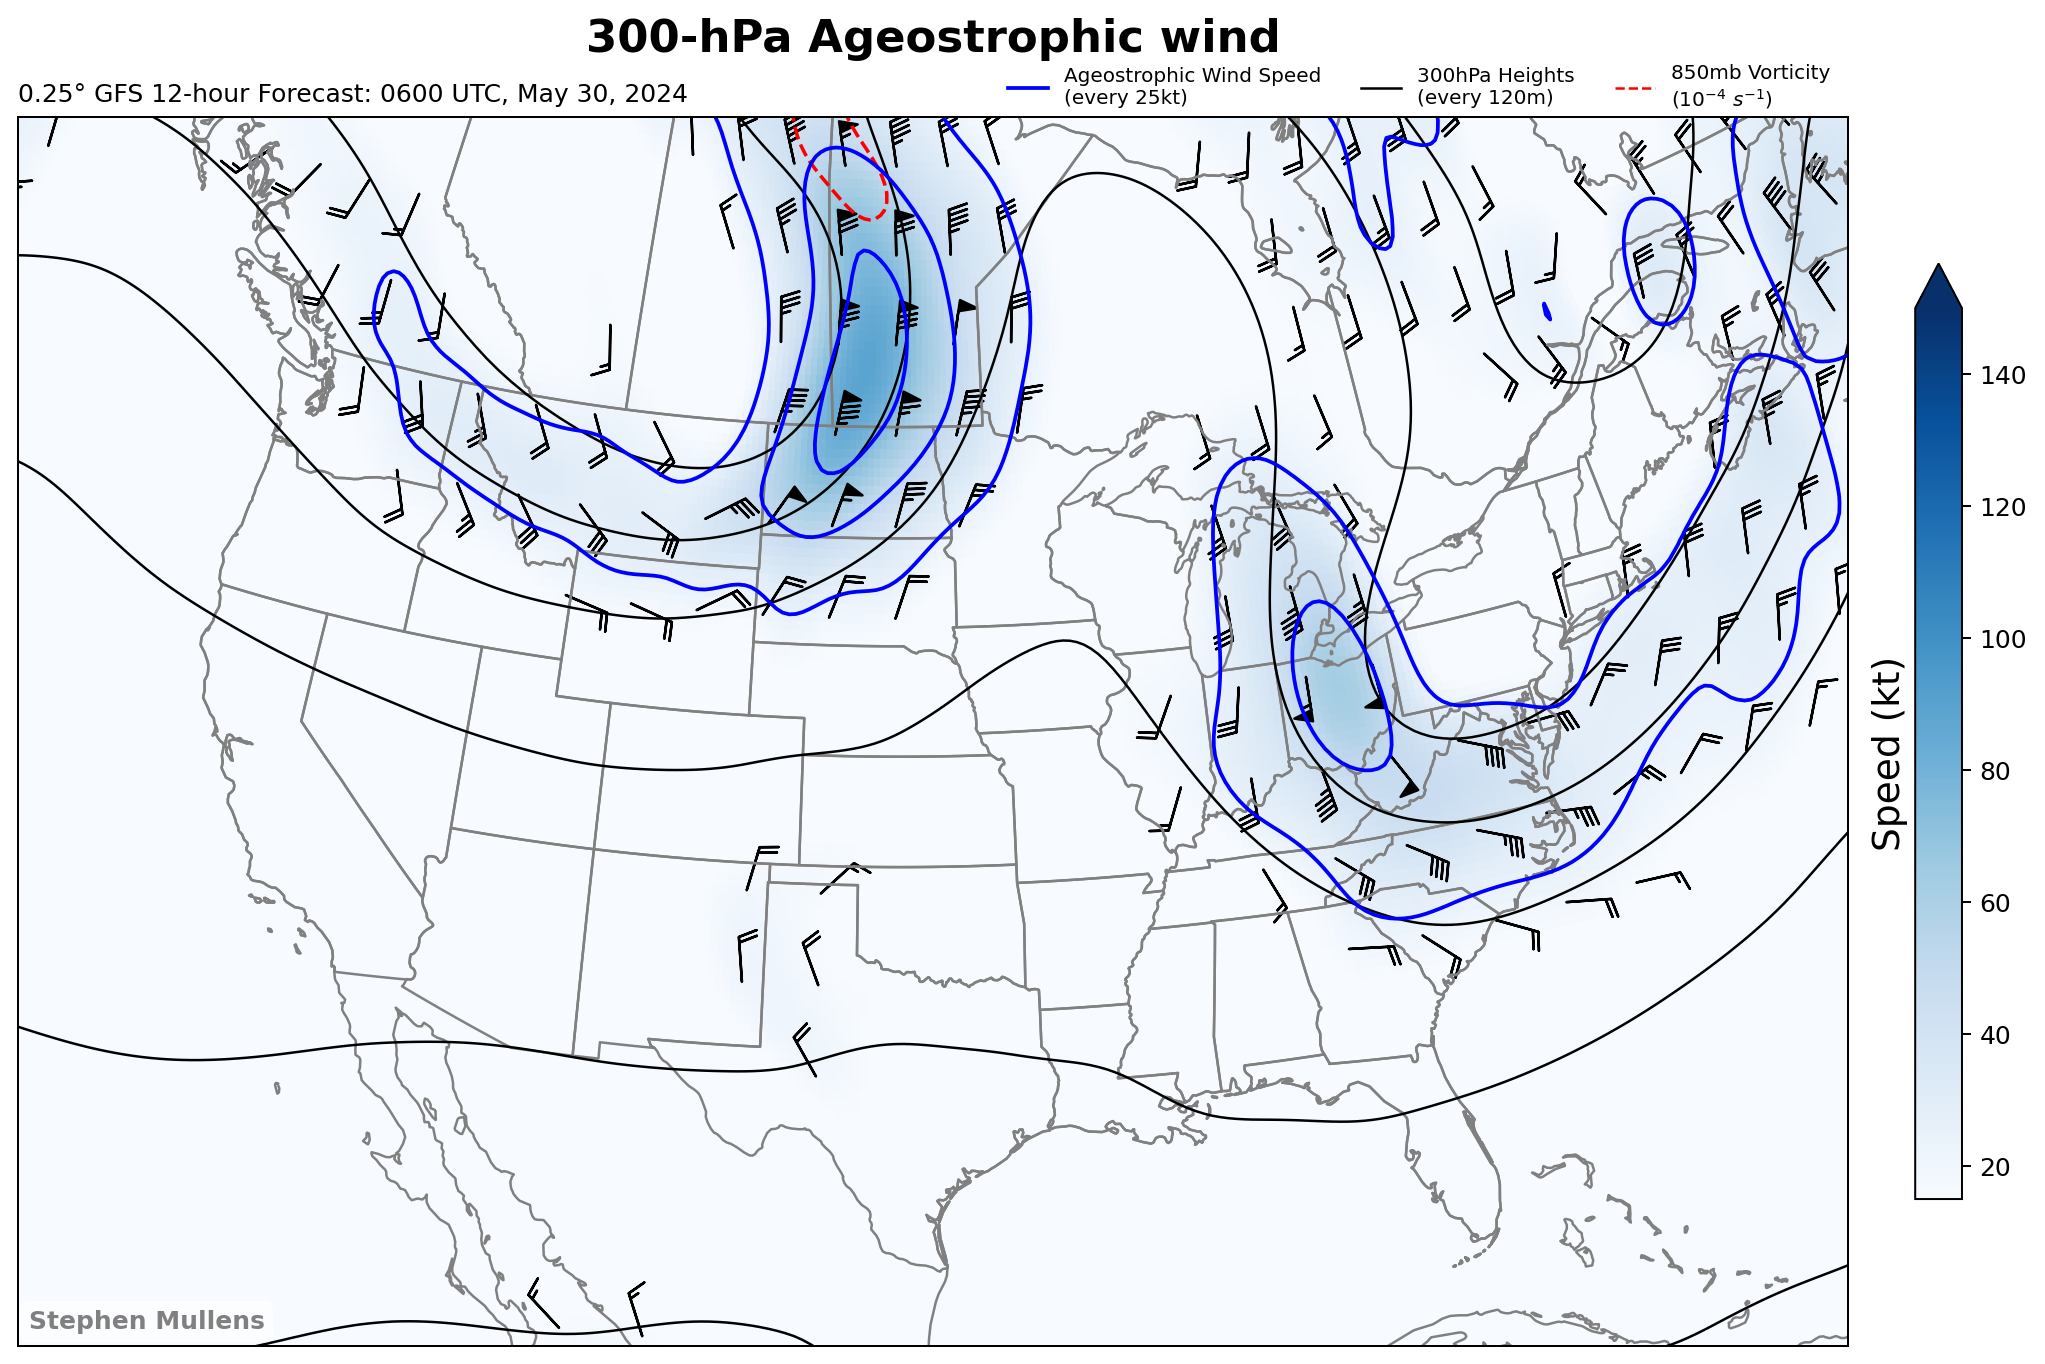 300-hPa Ageostrophic wind
0.25° GFS 12-hour Forecast: 0600 UTC, May 30, 2024
Ageostrophic Wind Speed
(every 25kt)
300hPa Heights
(every 120m)
850mb Vorticity
(10⁻⁴ s⁻¹)
140
120
100
80
60
40
20
Speed (kt)
Stephen Mullens